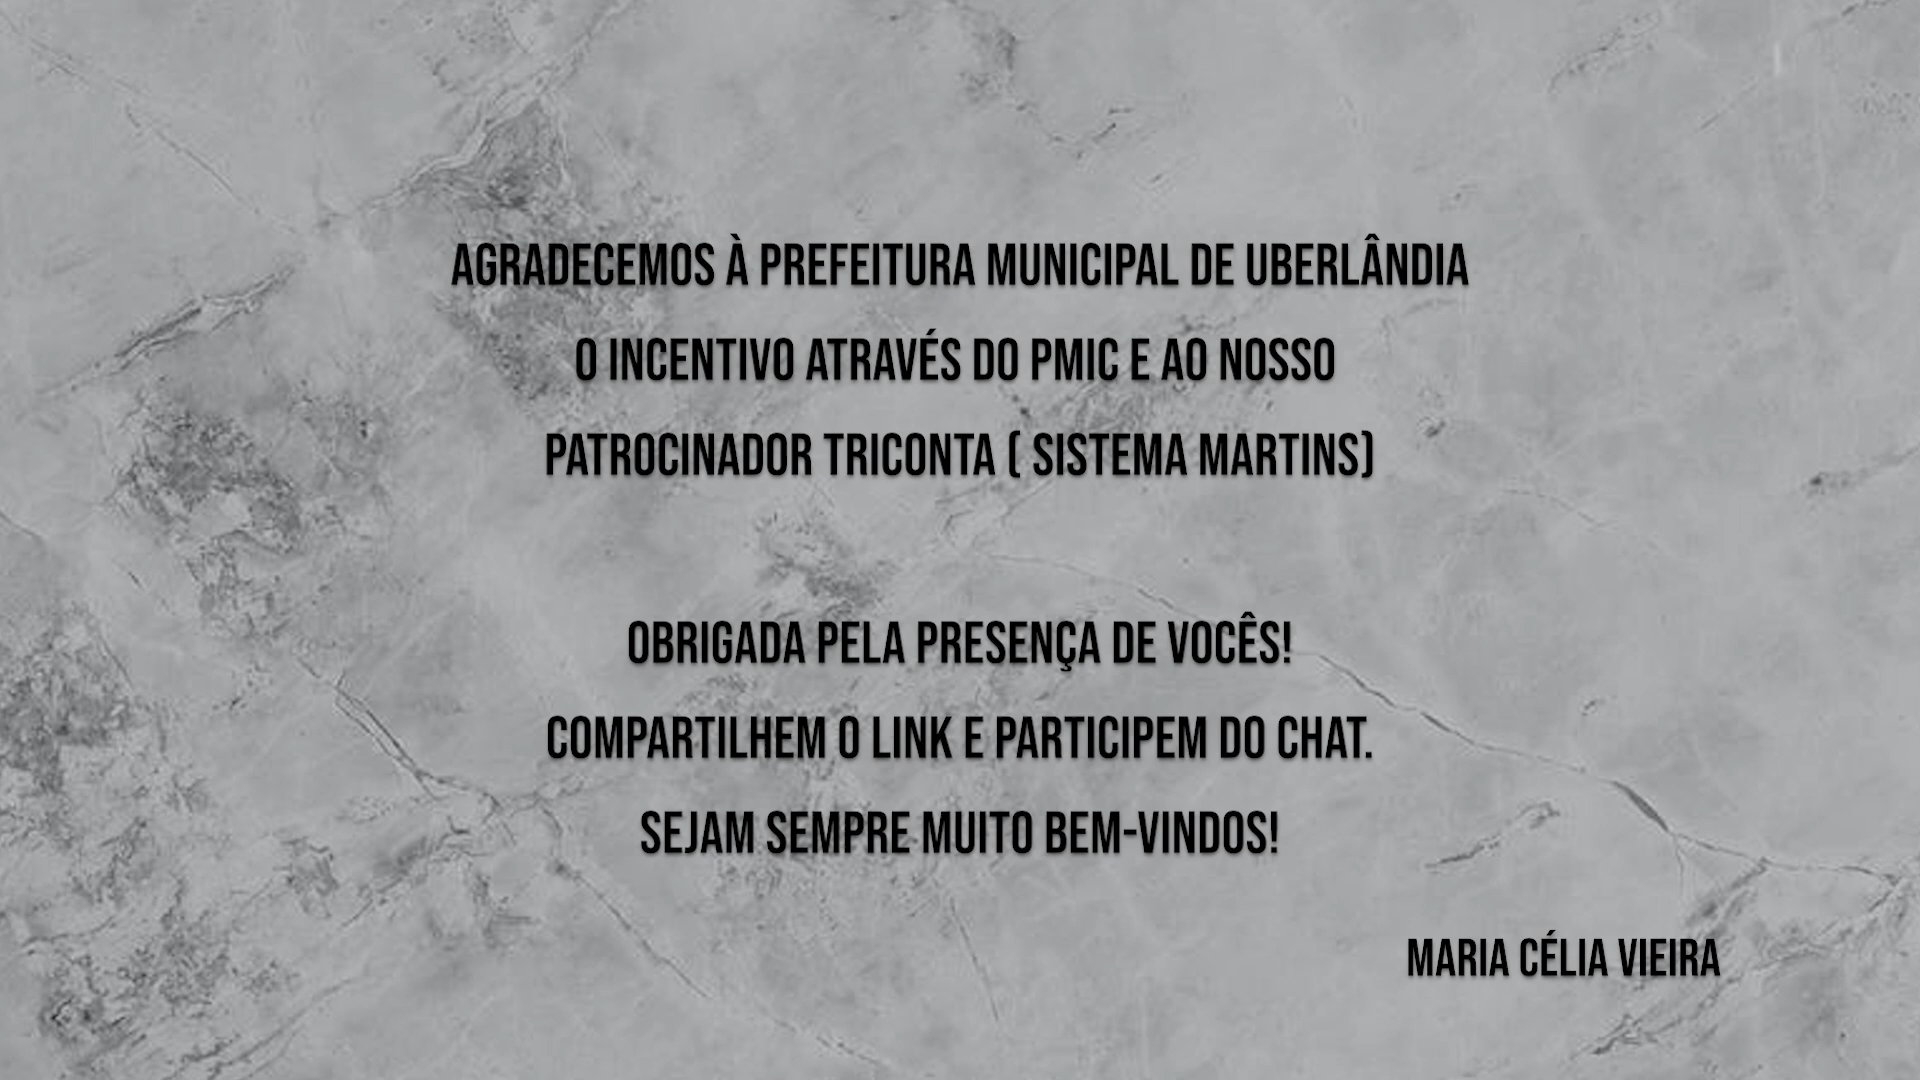 AGRADECEMOS À PREFEITURA MUNICIPAL DE UBERLÂNDIA
O INCENTIVO ATRAVÉS DO PMIC E AO NOSSO
PATROCINADOR TRICONTA ( SISTEMA MARTINS)
OBRIGADA PELA PRESENÇA DE VOCÊS!
COMPARTILHEM O LINK E PARTICIPEM DO CHAT.
SEJAM SEMPRE MUITO BEM-VINDOS!
MARIA CÉLIA VIEIRA